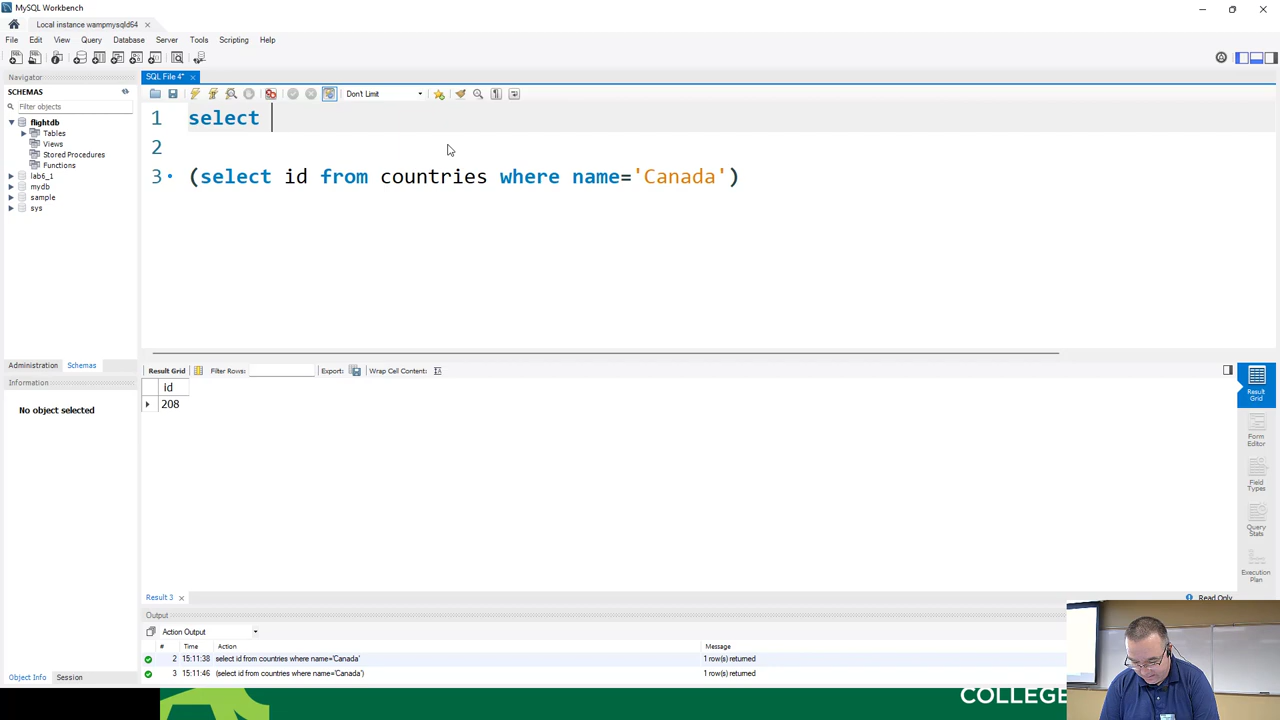 MySQL Workbench
Local instance wampmysqld64
File Edit View Query Database Server Tools Scripting Help
Navigator
SCHEMAS
Filter objects
flightdb
Tables
Views
Stored Procedures
Functions
lab6_1
mydb
sample
sys
Administration Schemas
Information
No object selected
Object Info Session
SQL File 4*
Don't Limit
1 select
2
3 (select id from countries where name='Canada')
Result Grid Filter Rows: Export: Wrap Cell Content:
id
208
Result Grid
Form Editor
Field Types
Query Stats
Execution Plan
Result 3
Read Only
Output
Action Output
# Time Action Message
2 15:11:38 select id from countries where name='Canada' 1 row(s) returned
3 15:11:46 (select id from countries where name='Canada') 1 row(s) returned
COLLEGE